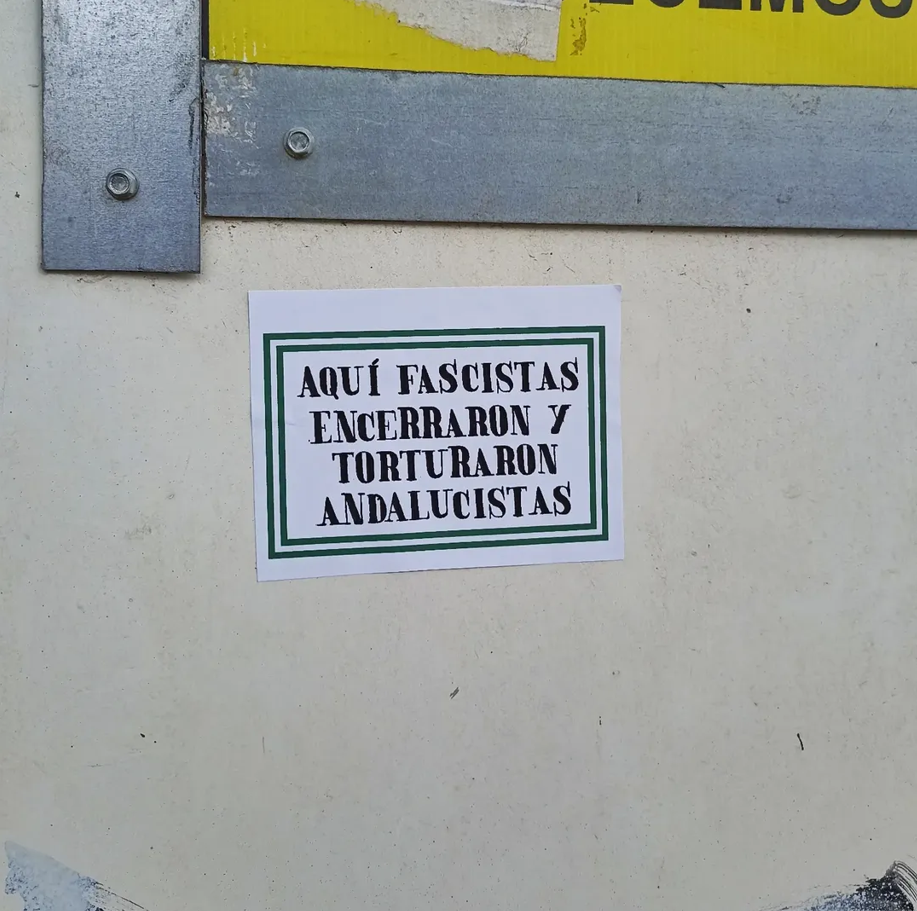 AQUÍ FASCISTAS
ENCERRARON Y
TORTURARON
ANDALUCISTAS